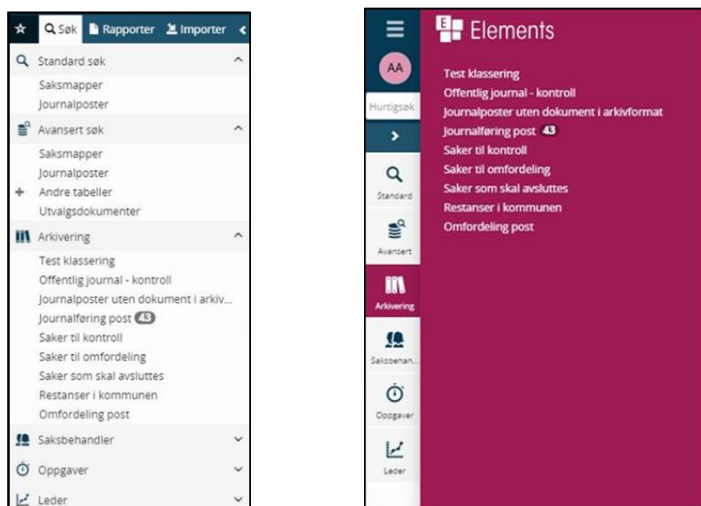 Søk Rapporter Importer
Standard søk
Saksmapper
Journalposter
Avansert søk
Saksmapper
Journalposter
Andre tabeller
Utvalgsdokumenter
Arkivering
Test klassering
Offentlig journal - kontroll
Journalposter uten dokument i arkiv...
Journalføring post 43
Saker til kontroll
Saker til omfordeling
Saker som skal avsluttes
Restanser i kommunen
Omfordeling post
Saksbehandler
Oppgaver
Leder
AA
Hurtigsøk
Standard
Avansert
Arkivering
Saksbehan...
Oppgaver
Leder
E Elements
Test klassering
Offentlig journal - kontroll
Journalposter uten dokument i arkivformat
Journalføring post 43
Saker til kontroll
Saker til omfordeling
Saker som skal avsluttes
Restanser i kommunen
Omfordeling post